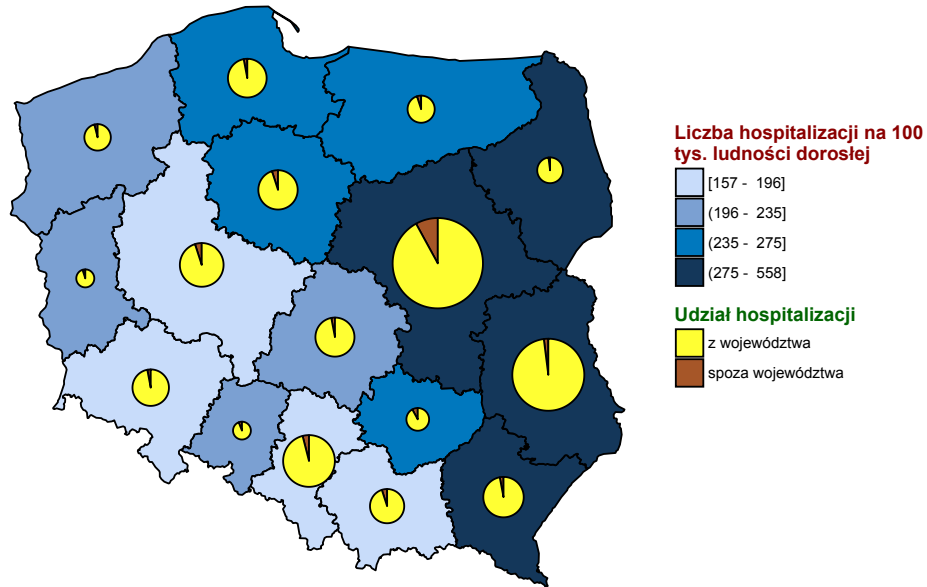 Liczba hospitalizacji na 100
tys. ludności dorosłej
[157 - 196]
(196 - 235]
(235 - 275]
(275 - 558]
Udział hospitalizacji
z województwa
spoza województwa